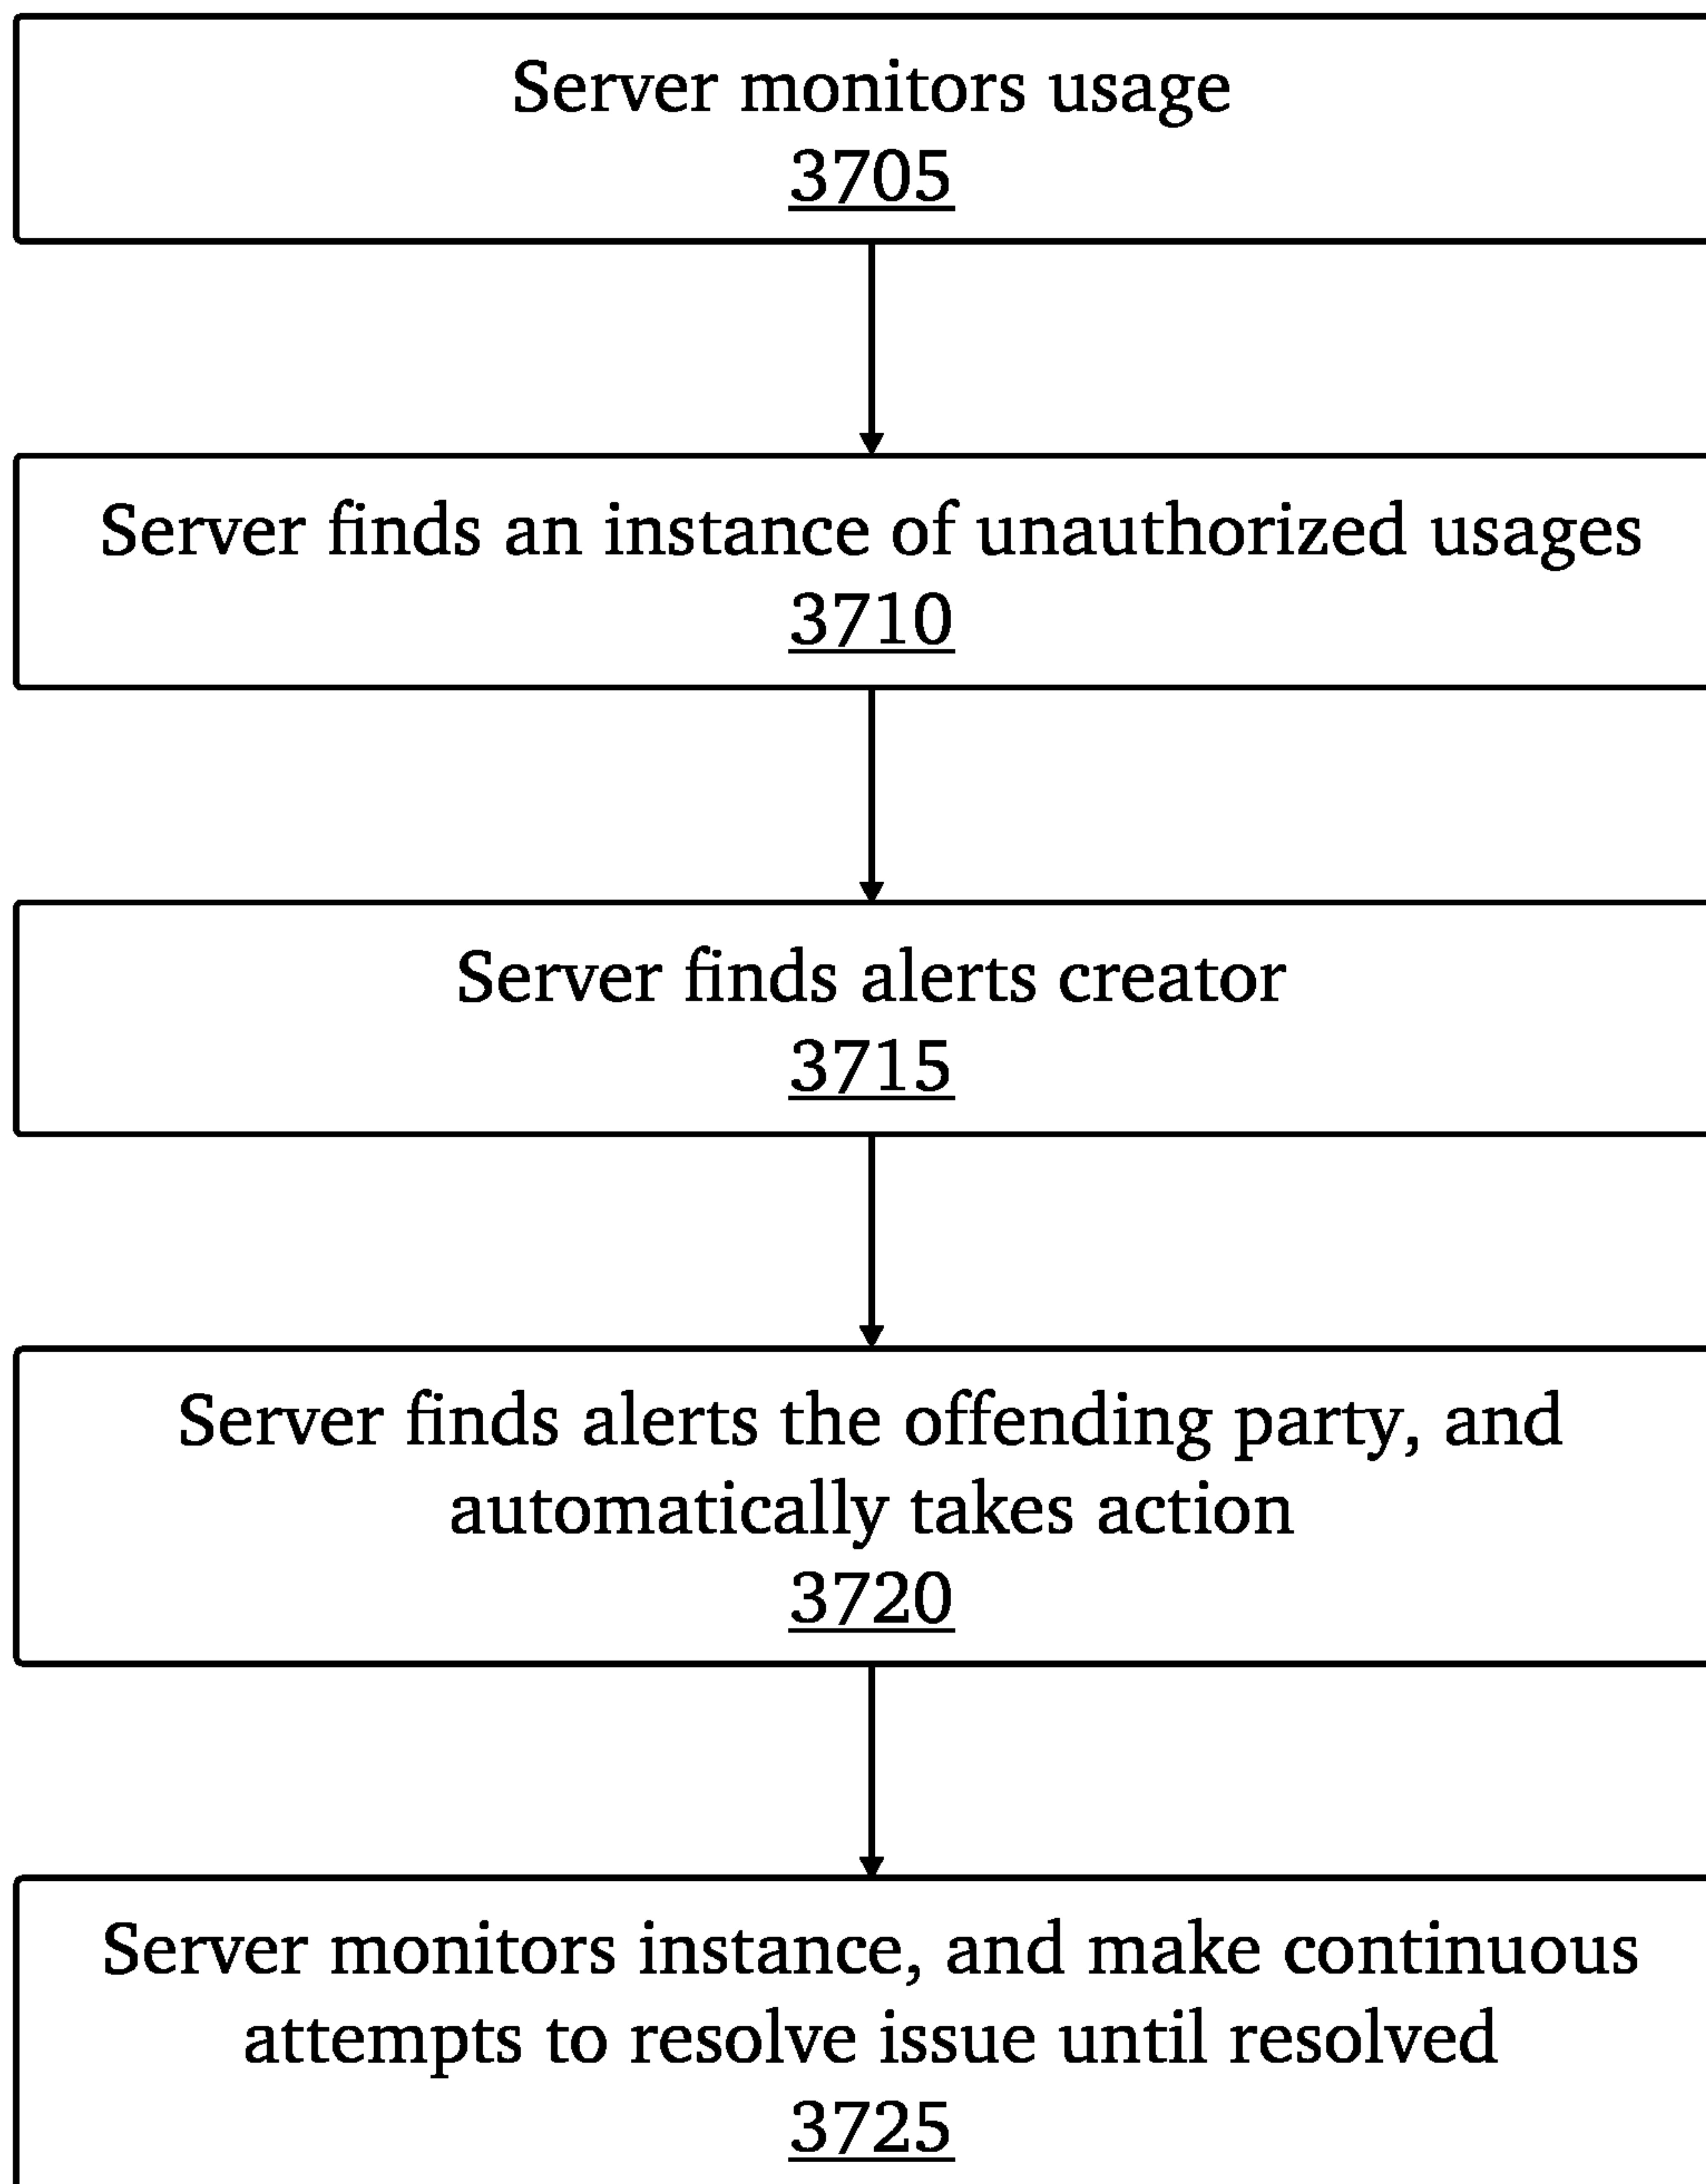 Server monitors usage
3705
Server finds an instance of unauthorized usages
3710
Server finds alerts creator
3715
Server finds alerts the offending party, and
automatically takes action
3720
Server monitors instance, and make continuous
attempts to resolve issue until resolved
3725